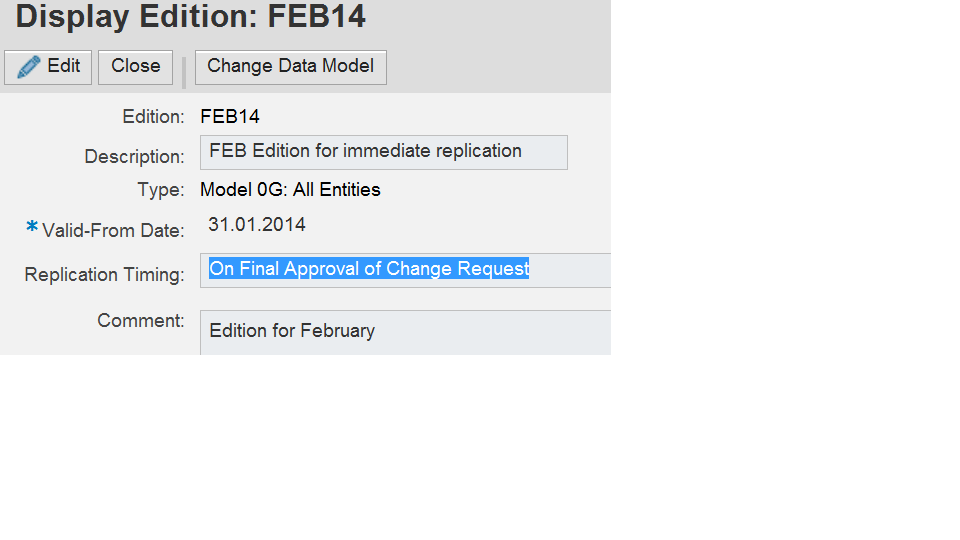 Display Edition: FEB14
Edit Close Change Data Model
Edition: FEB14
Description: FEB Edition for immediate replication
Type: Model 0G: All Entities
* Valid-From Date: 31.01.2014
Replication Timing: On Final Approval of Change Request
Comment: Edition for February